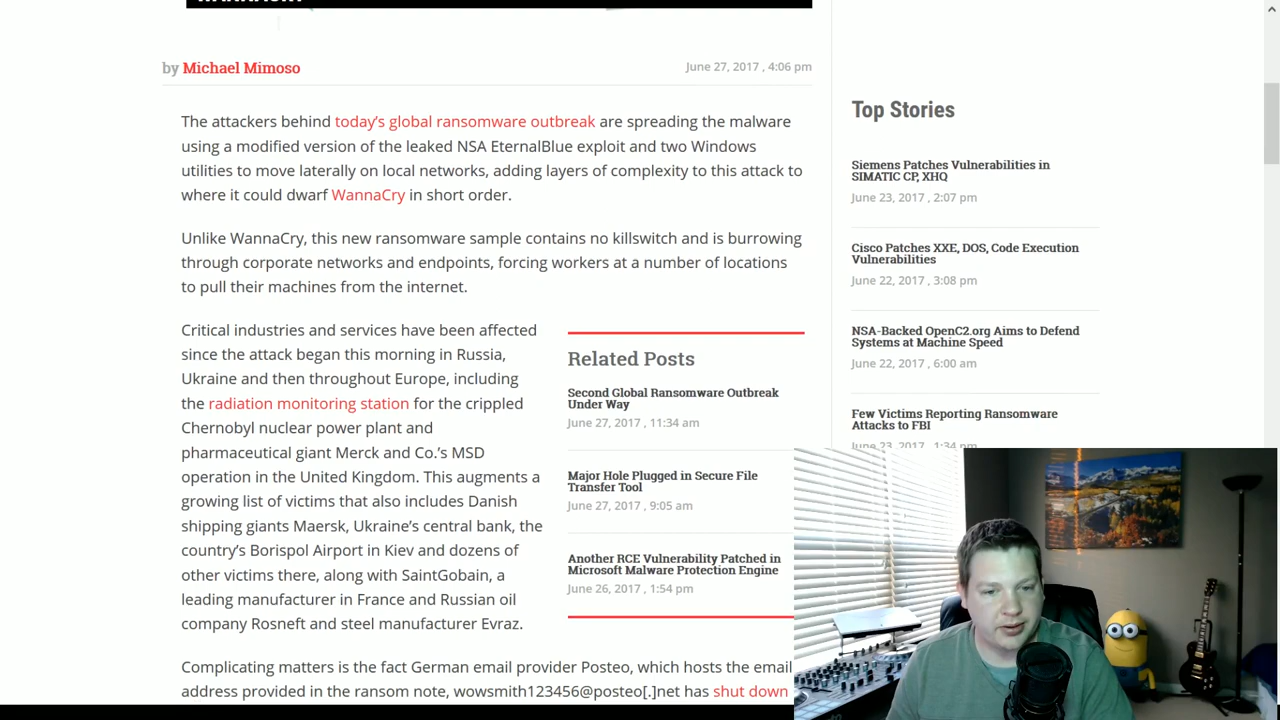 by Michael Mimoso
June 27, 2017 , 4:06 pm
The attackers behind today's global ransomware outbreak are spreading the malware
using a modified version of the leaked NSA EternalBlue exploit and two Windows
utilities to move laterally on local networks, adding layers of complexity to this attack to
where it could dwarf WannaCry in short order.
Unlike WannaCry, this new ransomware sample contains no killswitch and is burrowing
through corporate networks and endpoints, forcing workers at a number of locations
to pull their machines from the internet.
Critical industries and services have been affected
since the attack began this morning in Russia,
Ukraine and then throughout Europe, including
the radiation monitoring station for the crippled
Chernobyl nuclear power plant and
pharmaceutical giant Merck and Co.'s MSD
operation in the United Kingdom. This augments a
growing list of victims that also includes Danish
shipping giants Maersk, Ukraine's central bank, the
country's Borispol Airport in Kiev and dozens of
other victims there, along with SaintGobain, a
leading manufacturer in France and Russian oil
company Rosneft and steel manufacturer Evraz.
Related Posts
Second Global Ransomware Outbreak
Under Way
June 27, 2017 , 11:34 am
Major Hole Plugged in Secure File
Transfer Tool
June 27, 2017 , 9:05 am
Another RCE Vulnerability Patched in
Microsoft Malware Protection Engine
June 26, 2017 , 1:54 pm
Complicating matters is the fact German email provider Posteo, which hosts the email
address provided in the ransom note, wowsmith123456@posteo[.]net has shut down
Top Stories
Siemens Patches Vulnerabilities in
SIMATIC CP, XHQ
June 23, 2017 , 2:07 pm
Cisco Patches XXE, DOS, Code Execution
Vulnerabilities
June 22, 2017 , 3:08 pm
NSA-Backed OpenC2.org Aims to Defend
Systems at Machine Speed
June 22, 2017 , 6:00 am
Few Victims Reporting Ransomware
Attacks to FBI
June 23, 2017 , 1:34 pm